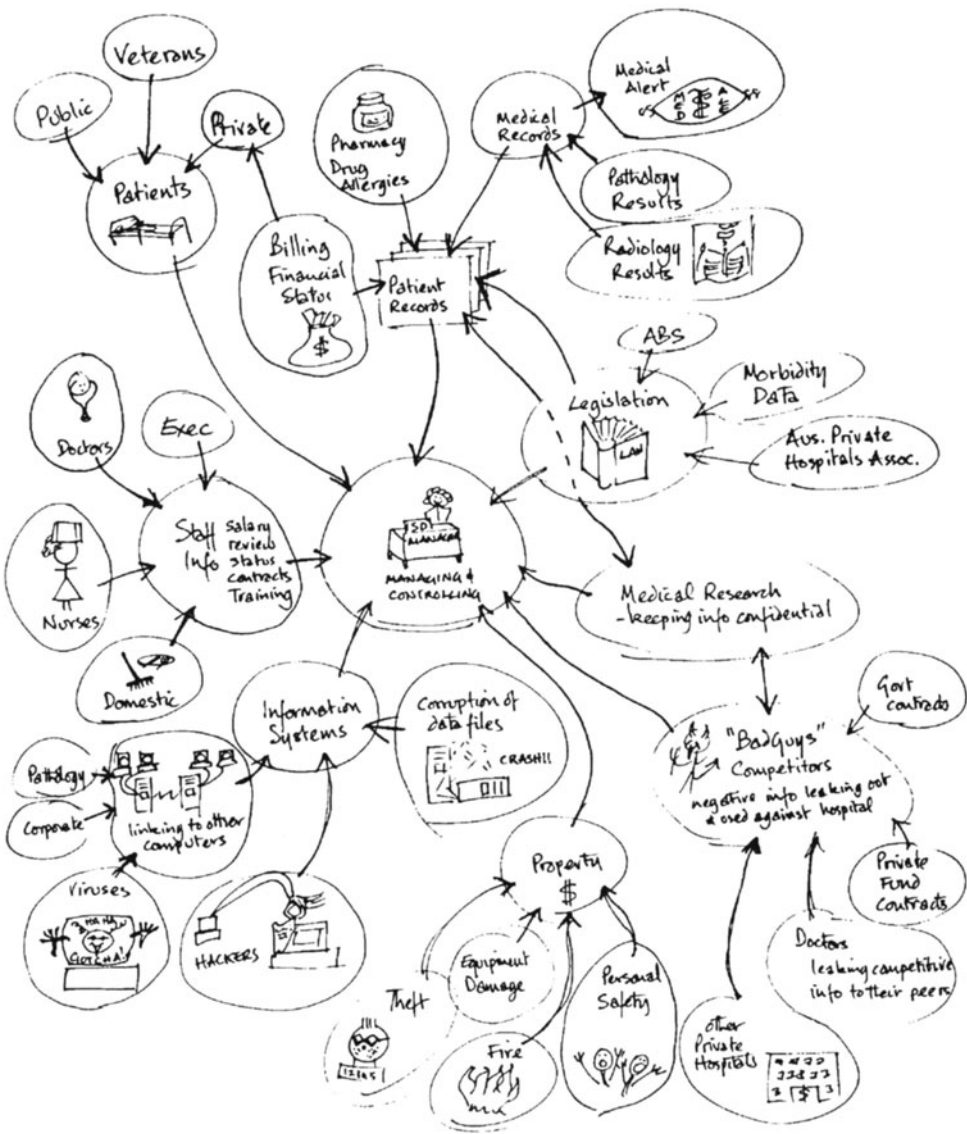 Veterans
Public
Private
Patients
Pharmacy
Drug
Allergies
Medical
Records
Medical
Alert
Pathology
Results
Radiology
Results
Billing
Financial
Status
$
Patient
Records
ABS
Legislation
LAW
Morbidity
Data
Aus. Private
Hospitals Assoc.
Doctors
Exec
Nurses
Domestic
Staff
Info
Salary
review
status
contracts
Training
MANAGING &
CONTROLLING
Medical Research
- keeping info confidential
Information
Systems
Corruption of
data files
CRASH!!
Pathology
Corporate
linking to other
computers
Viruses
GOTCHA!
HACKERS
"Bad Guys"
Competitors
negative info leaking out
& used against hospital
Govt
contracts
Private
Fund
Contracts
Doctors
leaking competitive
info to their peers
other
Private
Hospitals
$
Property
$
Theft
Equipment
Damage
Fire
Personal
Safety